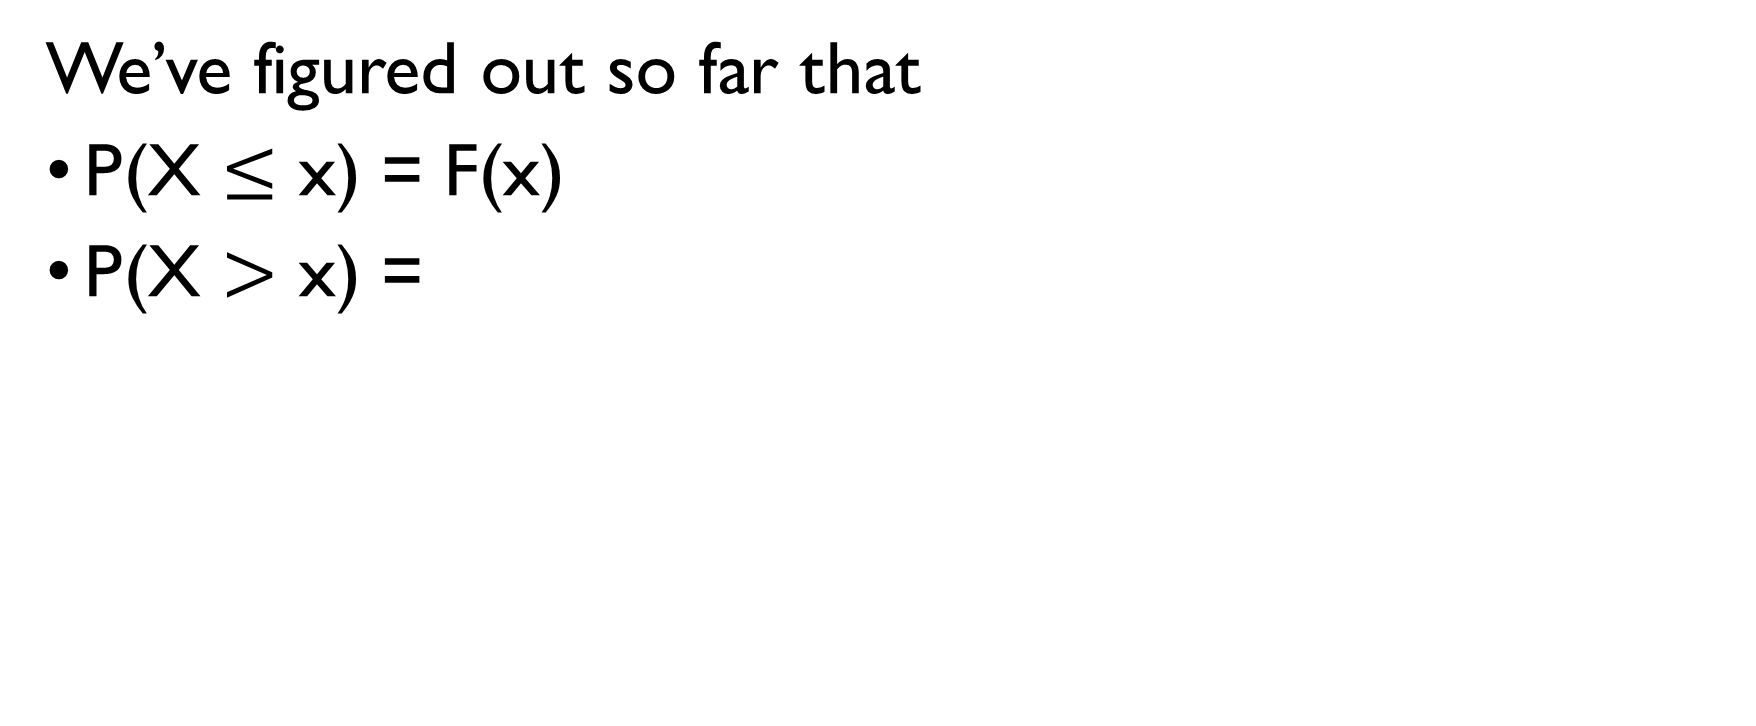 We’ve figured out so far that
• P(X ≤ x) = F(x)
• P(X > x) =